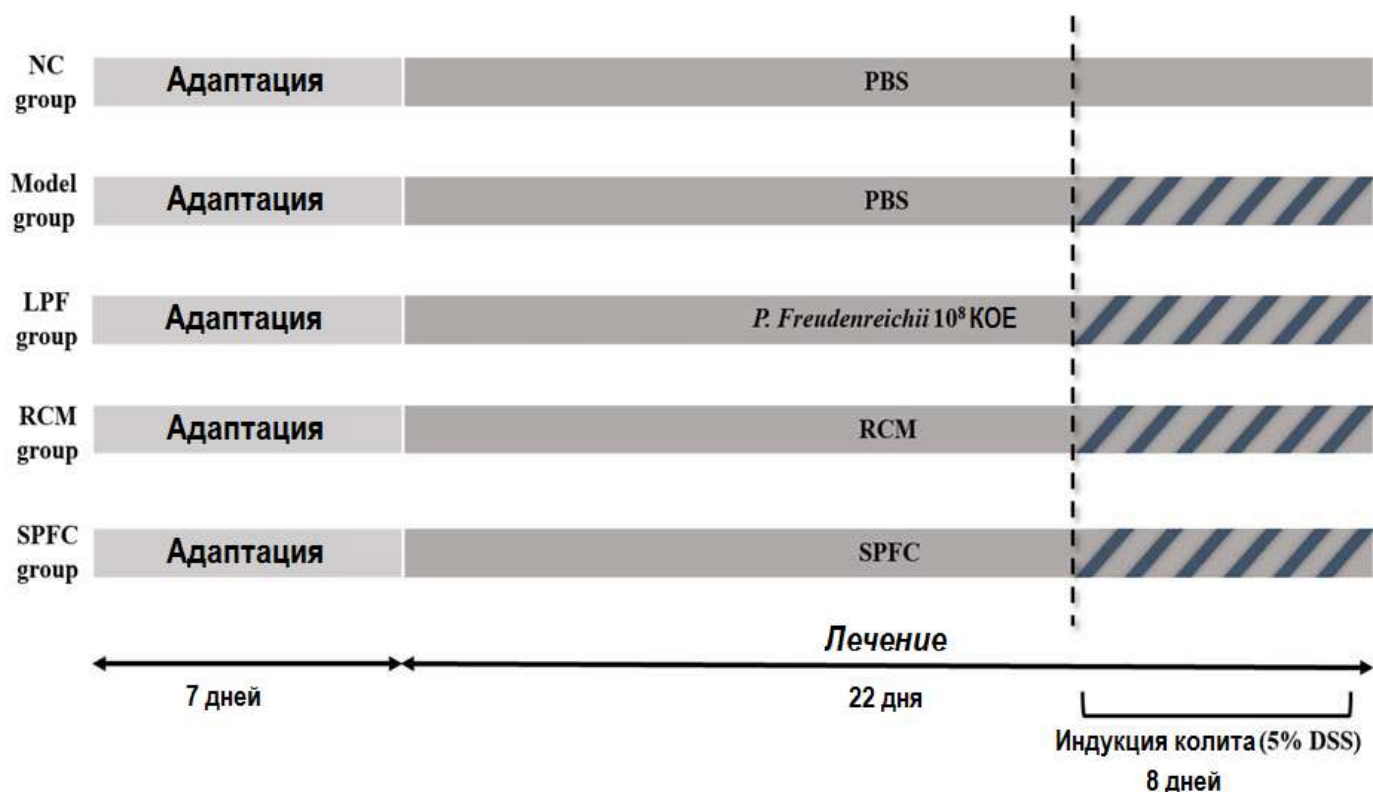 NC
group
Адаптация
PBS
Model
group
Адаптация
PBS
LPF
group
Адаптация
P. Freudenreichii 10⁸ КОЕ
RCM
group
Адаптация
RCM
SPFC
group
Адаптация
SPFC
Лечение
7 дней
22 дня
Индукция колита (5% DSS)
8 дней